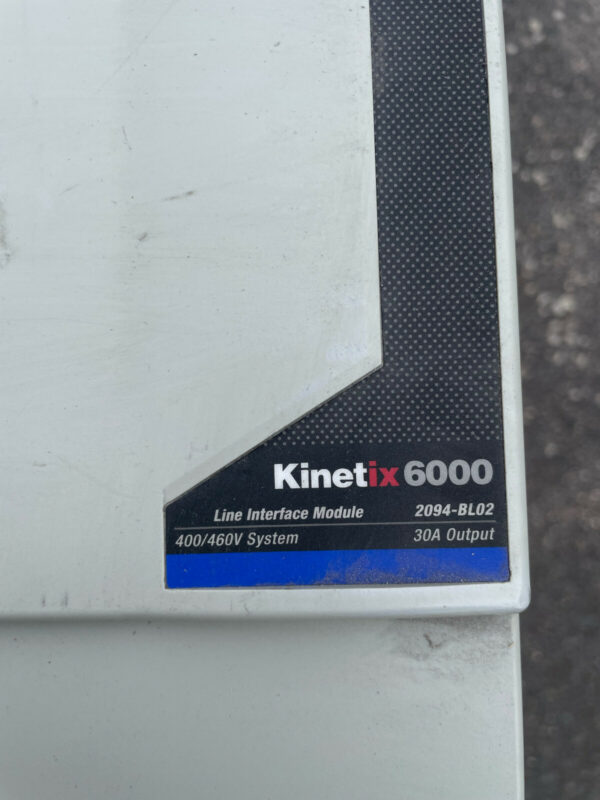 Kinetix 6000
Line Interface Module 2094-BL02
400/460V System 30A Output